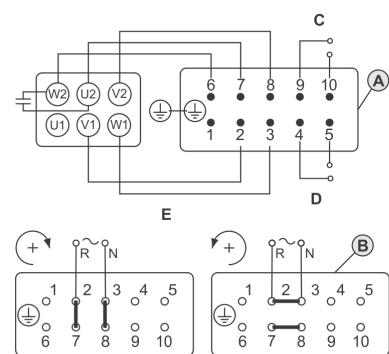 C
6 7 8 9 10
A
W2 U2 V2
U1 V1 W1
1 2 3 4 5
D
E
+ R ~ N
+ R ~ N
B
1 2 3 4 5
6 7 8 9 10
1 2 3 4 5
6 7 8 9 10